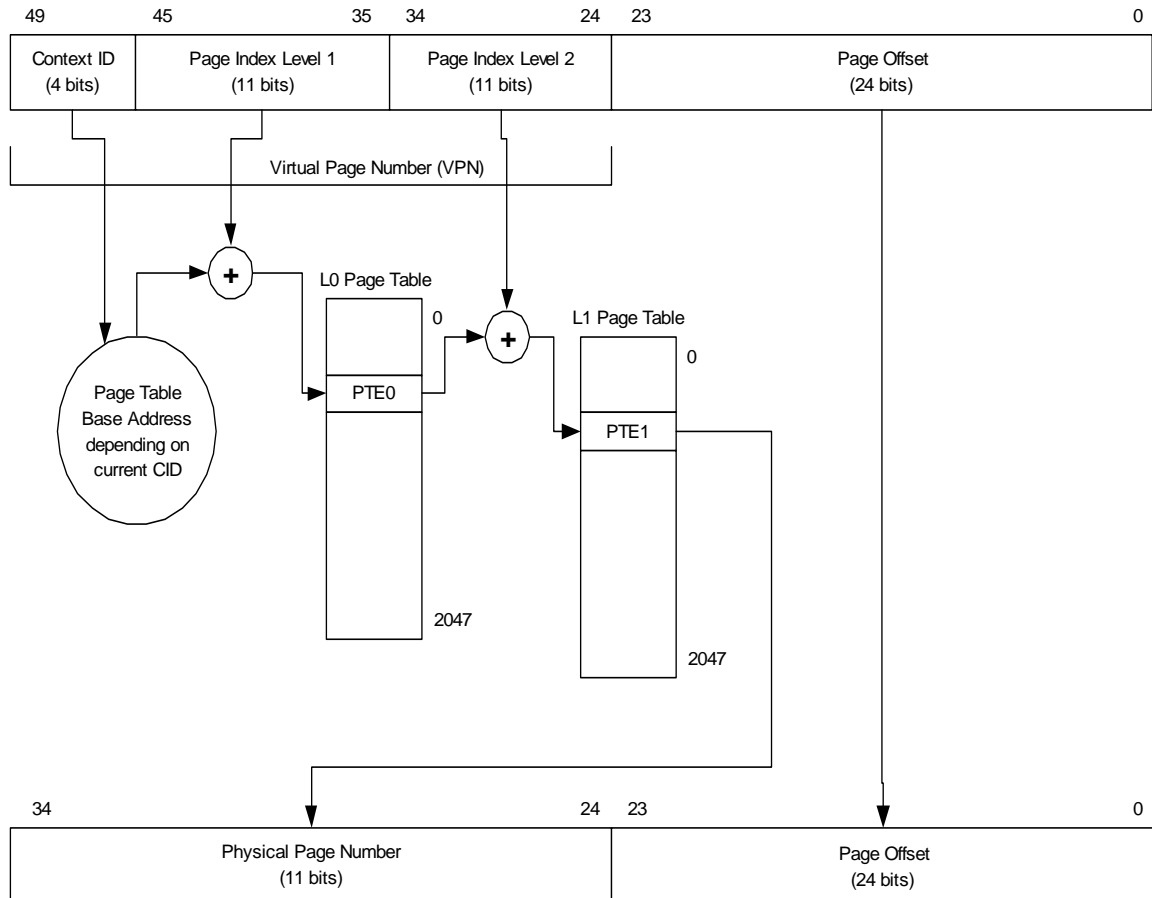 49 45 35 34 24 23 0
Context ID Page Index Level 1 Page Index Level 2 Page Offset
(4 bits) (11 bits) (11 bits) (24 bits)
Virtual Page Number (VPN)
+
L0 Page Table
0
+
L1 Page Table
0
Page Table
Base Address
depending on
current CID
PTE0
PTE1
2047
2047
34 24 23 0
Physical Page Number Page Offset
(11 bits) (24 bits)